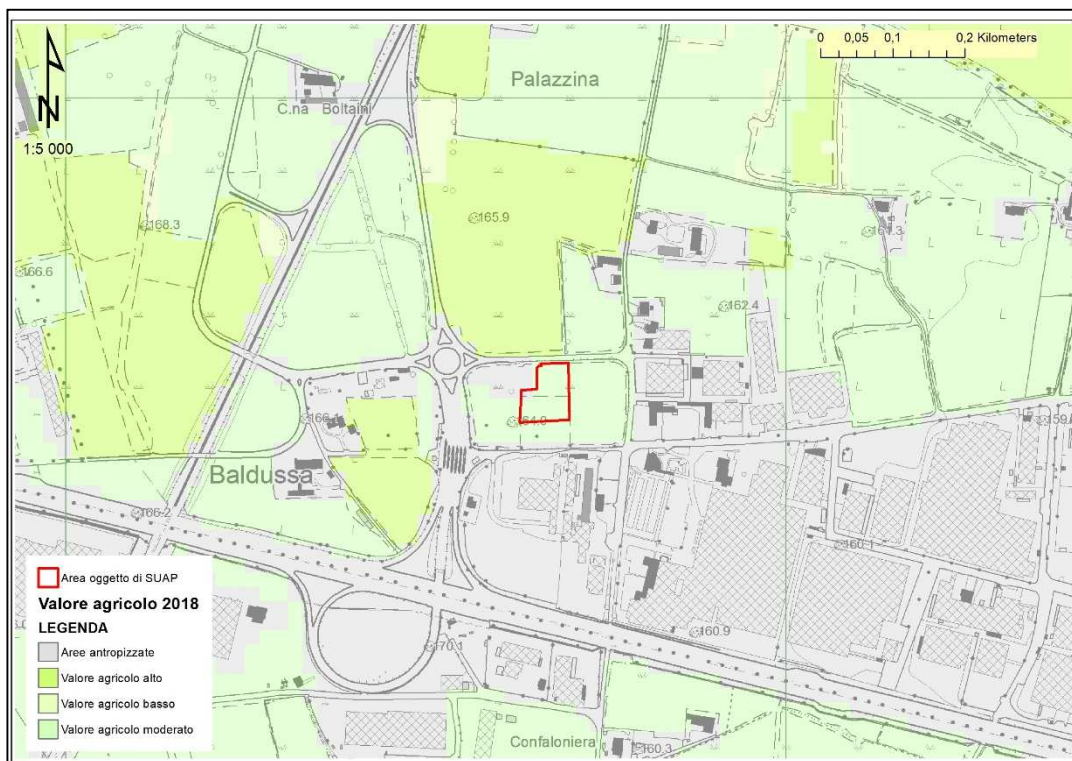 0 0,05 0,1 0,2 Kilometers
N
1:5 000
Palazzina
C.na Boltaini
165.9
168.3
166.6
162.4
164.0
Baldussa
166.2
160.1
160.9
170.1
Confaloniera
160.3
Area oggetto di SUAP
Valore agricolo 2018
LEGENDA
Aree antropizzate
Valore agricolo alto
Valore agricolo basso
Valore agricolo moderato